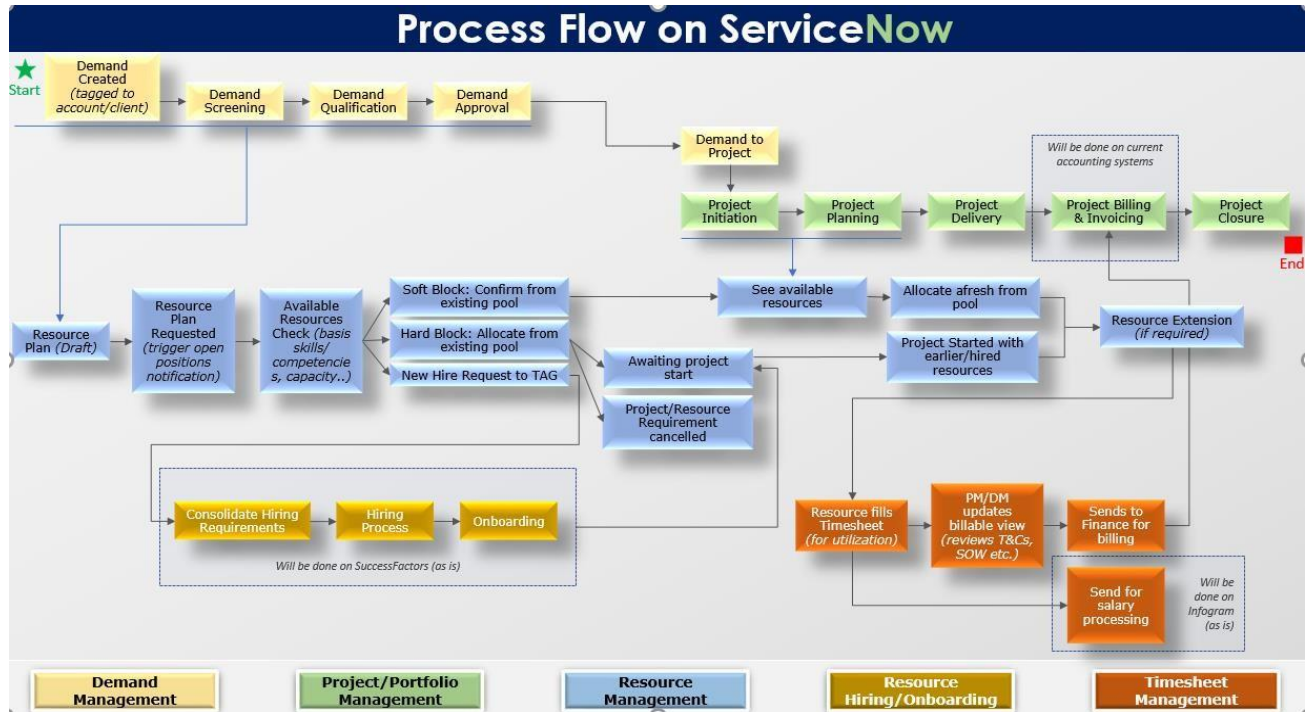 Process Flow on ServiceNow
Start
Demand
Created
(tagged to
account/client)
Demand
Screening
Demand
Qualification
Demand
Approval
Demand to
Project
Will be done on current
accounting systems
Project
Initiation
Project
Planning
Project
Delivery
Project Billing
& Invoicing
Project
Closure
End
Resource
Plan (Draft)
Resource
Plan
Requested
(trigger open
positions
notification)
Available
Resources
Check (basis
skills/
competencie
s, capacity..)
Soft Block: Confirm from
existing pool
Hard Block: Allocate from
existing pool
New Hire Request to TAG
Awaiting project
start
Project/Resource
Requirement
cancelled
See available
resources
Allocate afresh from
pool
Project Started with
earlier/hired
resources
Resource Extension
(if required)
Consolidate Hiring
Requirements
Hiring
Process
Onboarding
Will be done on SuccessFactors (as is)
Resource fills
Timesheet
(for utilization)
PM/DM
updates
billable view
(reviews T&Cs,
SOW etc.)
Sends to
Finance for
billing
Send for
salary
processing
Will be
done on
Infogram
(as is)
Demand
Management
Project/Portfolio
Management
Resource
Management
Resource
Hiring/Onboarding
Timesheet
Management